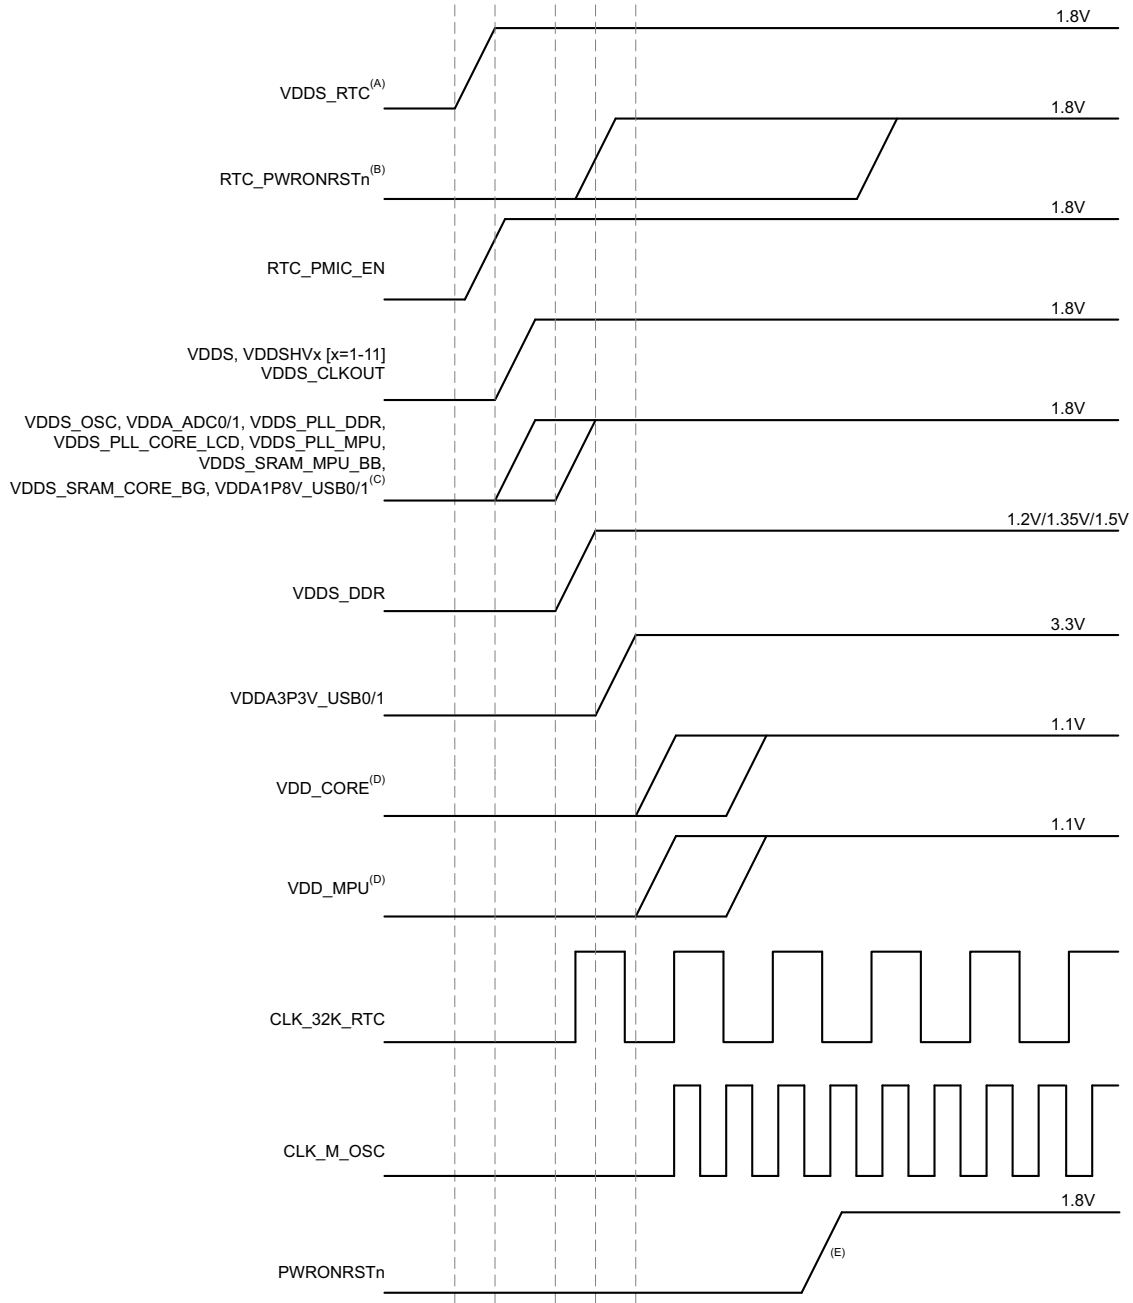 1.8V
VDDS_RTC(A)
1.8V
RTC_PWRONRSTn(B)
1.8V
RTC_PMIC_EN
1.8V
VDDS, VDDSHVx [x=1-11]
VDDS_CLKOUT
1.8V
VDDS_OSC, VDDA_ADC0/1, VDDS_PLL_DDR,
VDDS_PLL_CORE_LCD, VDDS_PLL_MPU,
VDDS_SRAM_MPU_BB,
VDDS_SRAM_CORE_BG, VDDA1P8V_USB0/1(C)
1.2V/1.35V/1.5V
VDDS_DDR
3.3V
VDDA3P3V_USB0/1
1.1V
VDD_CORE(D)
1.1V
VDD_MPU(D)
CLK_32K_RTC
CLK_M_OSC
1.8V
(E)
PWRONRSTn